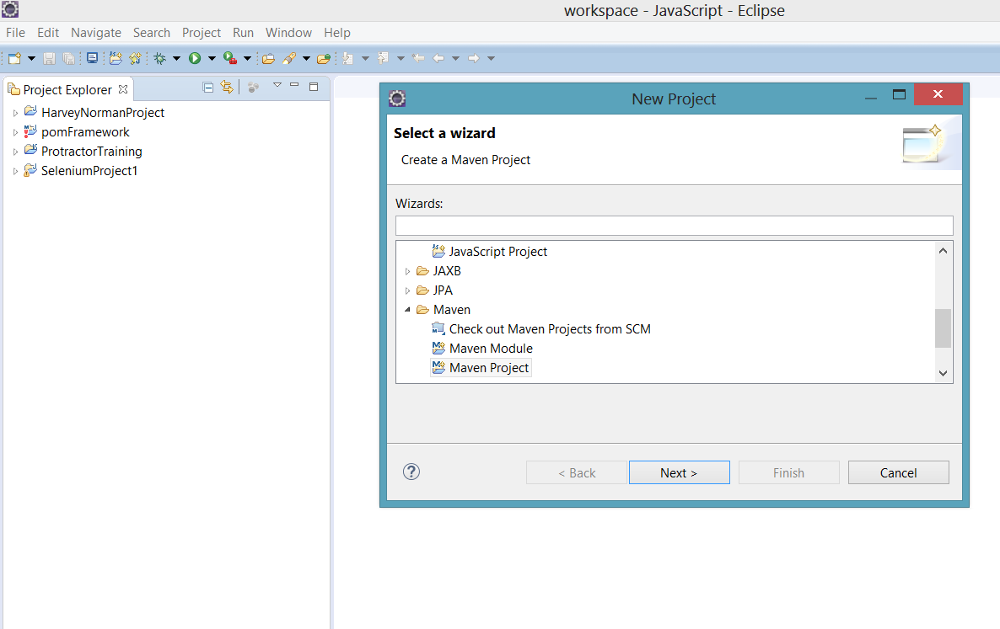 workspace - JavaScript - Eclipse
File Edit Navigate Search Project Run Window Help
Project Explorer
HarveyNormanProject
pomFramework
ProtractorTraining
SeleniumProject1
New Project
Select a wizard
Create a Maven Project
Wizards:
JavaScript Project
JAXB
JPA
Maven
Check out Maven Projects from SCM
Maven Module
Maven Project
< Back Next > Finish Cancel